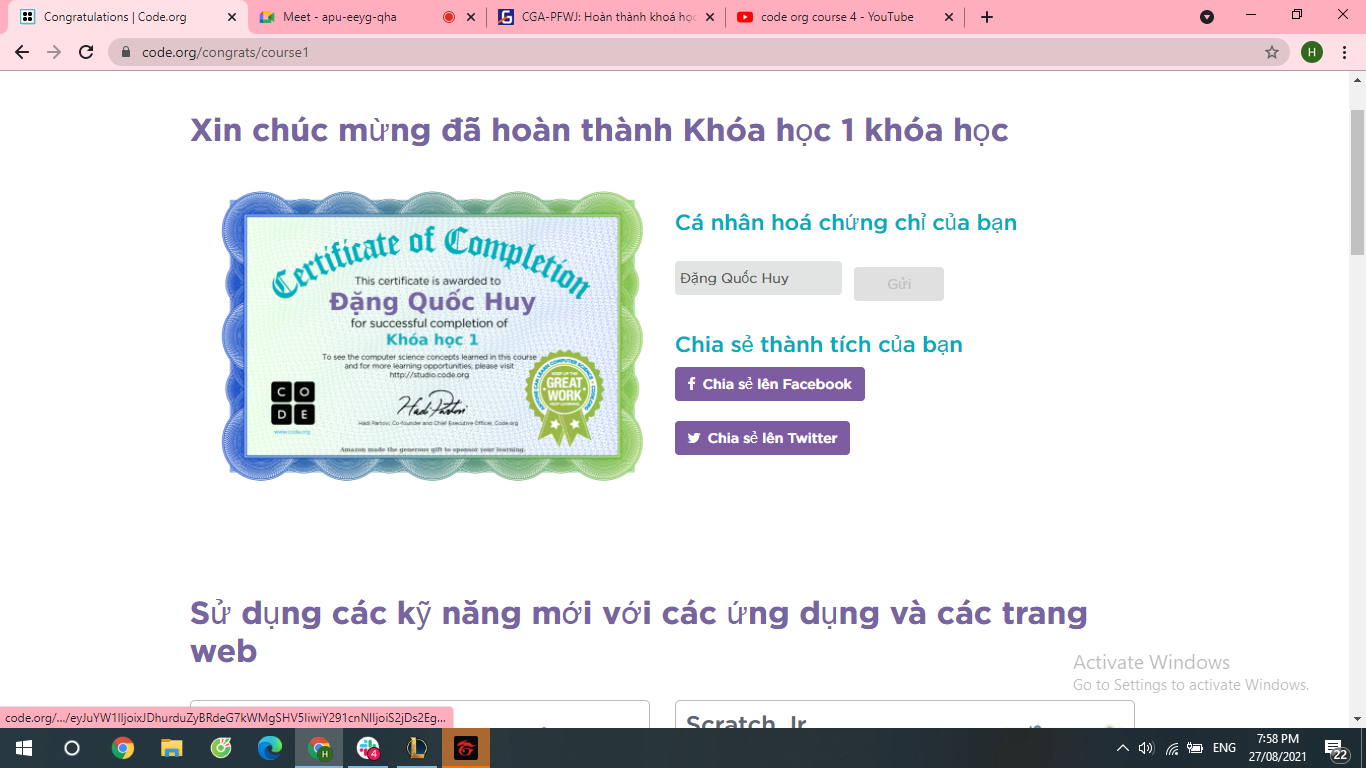 Congratulations | Code.org
Meet - apu-eeyg-qha
CGA-PFWJ: Hoàn thành khoá học
code org course 4 - YouTube
code.org/congrats/course1
H
Xin chúc mừng đã hoàn thành Khóa học 1 khóa học
Certificate of Completion
This certificate is awarded to
Đặng Quốc Huy
for successful completion of
Khóa học 1
To see the computer science concepts learned in this course
and for more learning opportunities, please visit
http://studio.code.org
C O
D E
www.code.org
Hadi Partovi
Hadi Partovi, Co-founder and Chief Executive Officer, Code.org
GREAT
WORK
Amazon made the generous gift to sponsor your learning.
Cá nhân hoá chứng chỉ của bạn
Đặng Quốc Huy
Gửi
Chia sẻ thành tích của bạn
Chia sẻ lên Facebook
Chia sẻ lên Twitter
Sử dụng các kỹ năng mới với các ứng dụng và các trang
web
Activate Windows
Go to Settings to activate Windows.
Scratch Jr
H
4
L
ENG
7:58 PM
27/08/2021
22